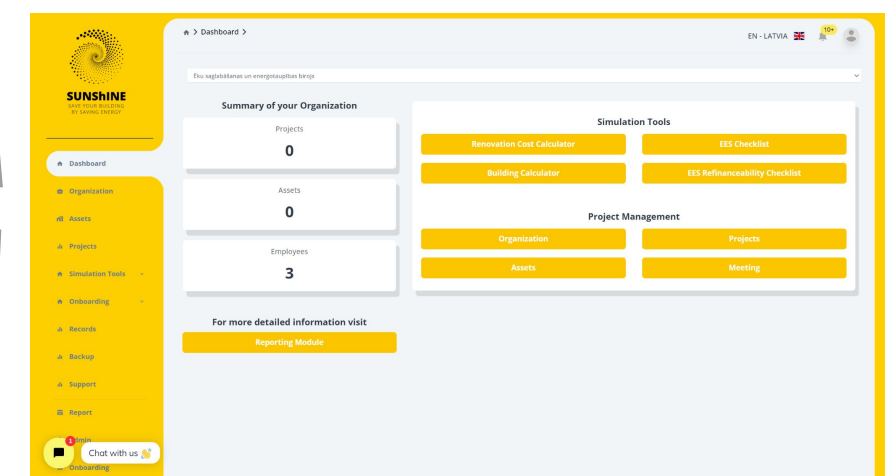 SUNShINE
SAVE YOUR BUILDING
BY SAVING ENERGY
Dashboard
Organization
Assets
Projects
Simulation Tools
Onboarding
Records
Backup
Support
Report
Admin
Onboarding
1
Chat with us
> Dashboard >
EN - LATVIA
10+
Ēku saglabāšanas un energotaupības birojs
Summary of your Organization
Projects
0
Assets
0
Employees
3
For more detailed information visit
Reporting Module
Simulation Tools
Renovation Cost Calculator
EES Checklist
Building Calculator
EES Refinanceability Checklist
Project Management
Organization
Projects
Assets
Meeting